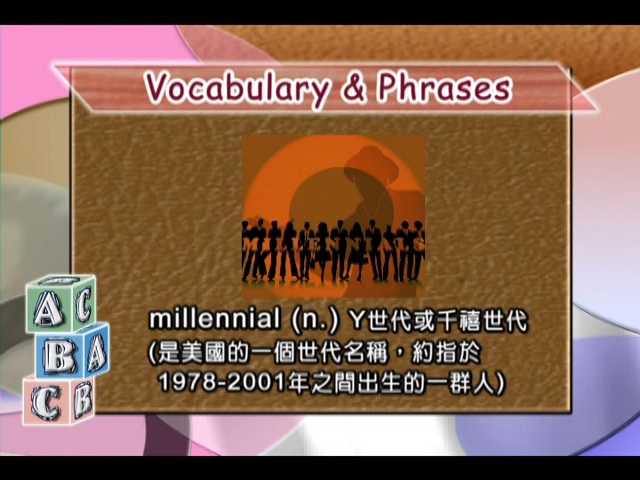 Vocabulary & Phrases
MILLENNIALS
millennial (n.) Y世代或千禧世代
(是美國的一個世代名稱，約指於
1978-2001年之間出生的一群人)
A C
B A
C B